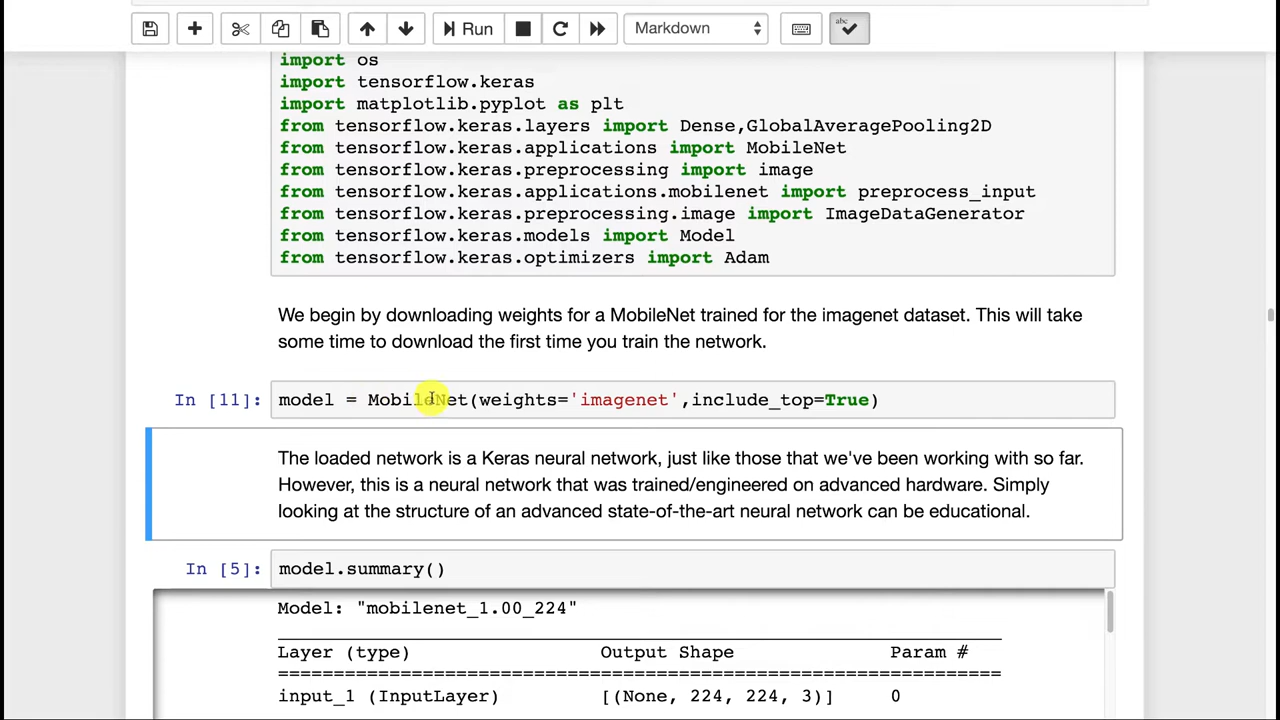 Run
Markdown
abc
import os
import tensorflow.keras
import matplotlib.pyplot as plt
from tensorflow.keras.layers import Dense,GlobalAveragePooling2D
from tensorflow.keras.applications import MobileNet
from tensorflow.keras.preprocessing import image
from tensorflow.keras.applications.mobilenet import preprocess_input
from tensorflow.keras.preprocessing.image import ImageDataGenerator
from tensorflow.keras.models import Model
from tensorflow.keras.optimizers import Adam
We begin by downloading weights for a MobileNet trained for the imagenet dataset. This will take
some time to download the first time you train the network.
In [11]: model = MobileNet(weights='imagenet',include_top=True)
The loaded network is a Keras neural network, just like those that we've been working with so far.
However, this is a neural network that was trained/engineered on advanced hardware. Simply
looking at the structure of an advanced state-of-the-art neural network can be educational.
In [5]: model.summary()
Model: "mobilenet_1.00_224"
_________________________________________________________________
Layer (type) Output Shape Param #
=================================================================
input_1 (InputLayer) [(None, 224, 224, 3)] 0